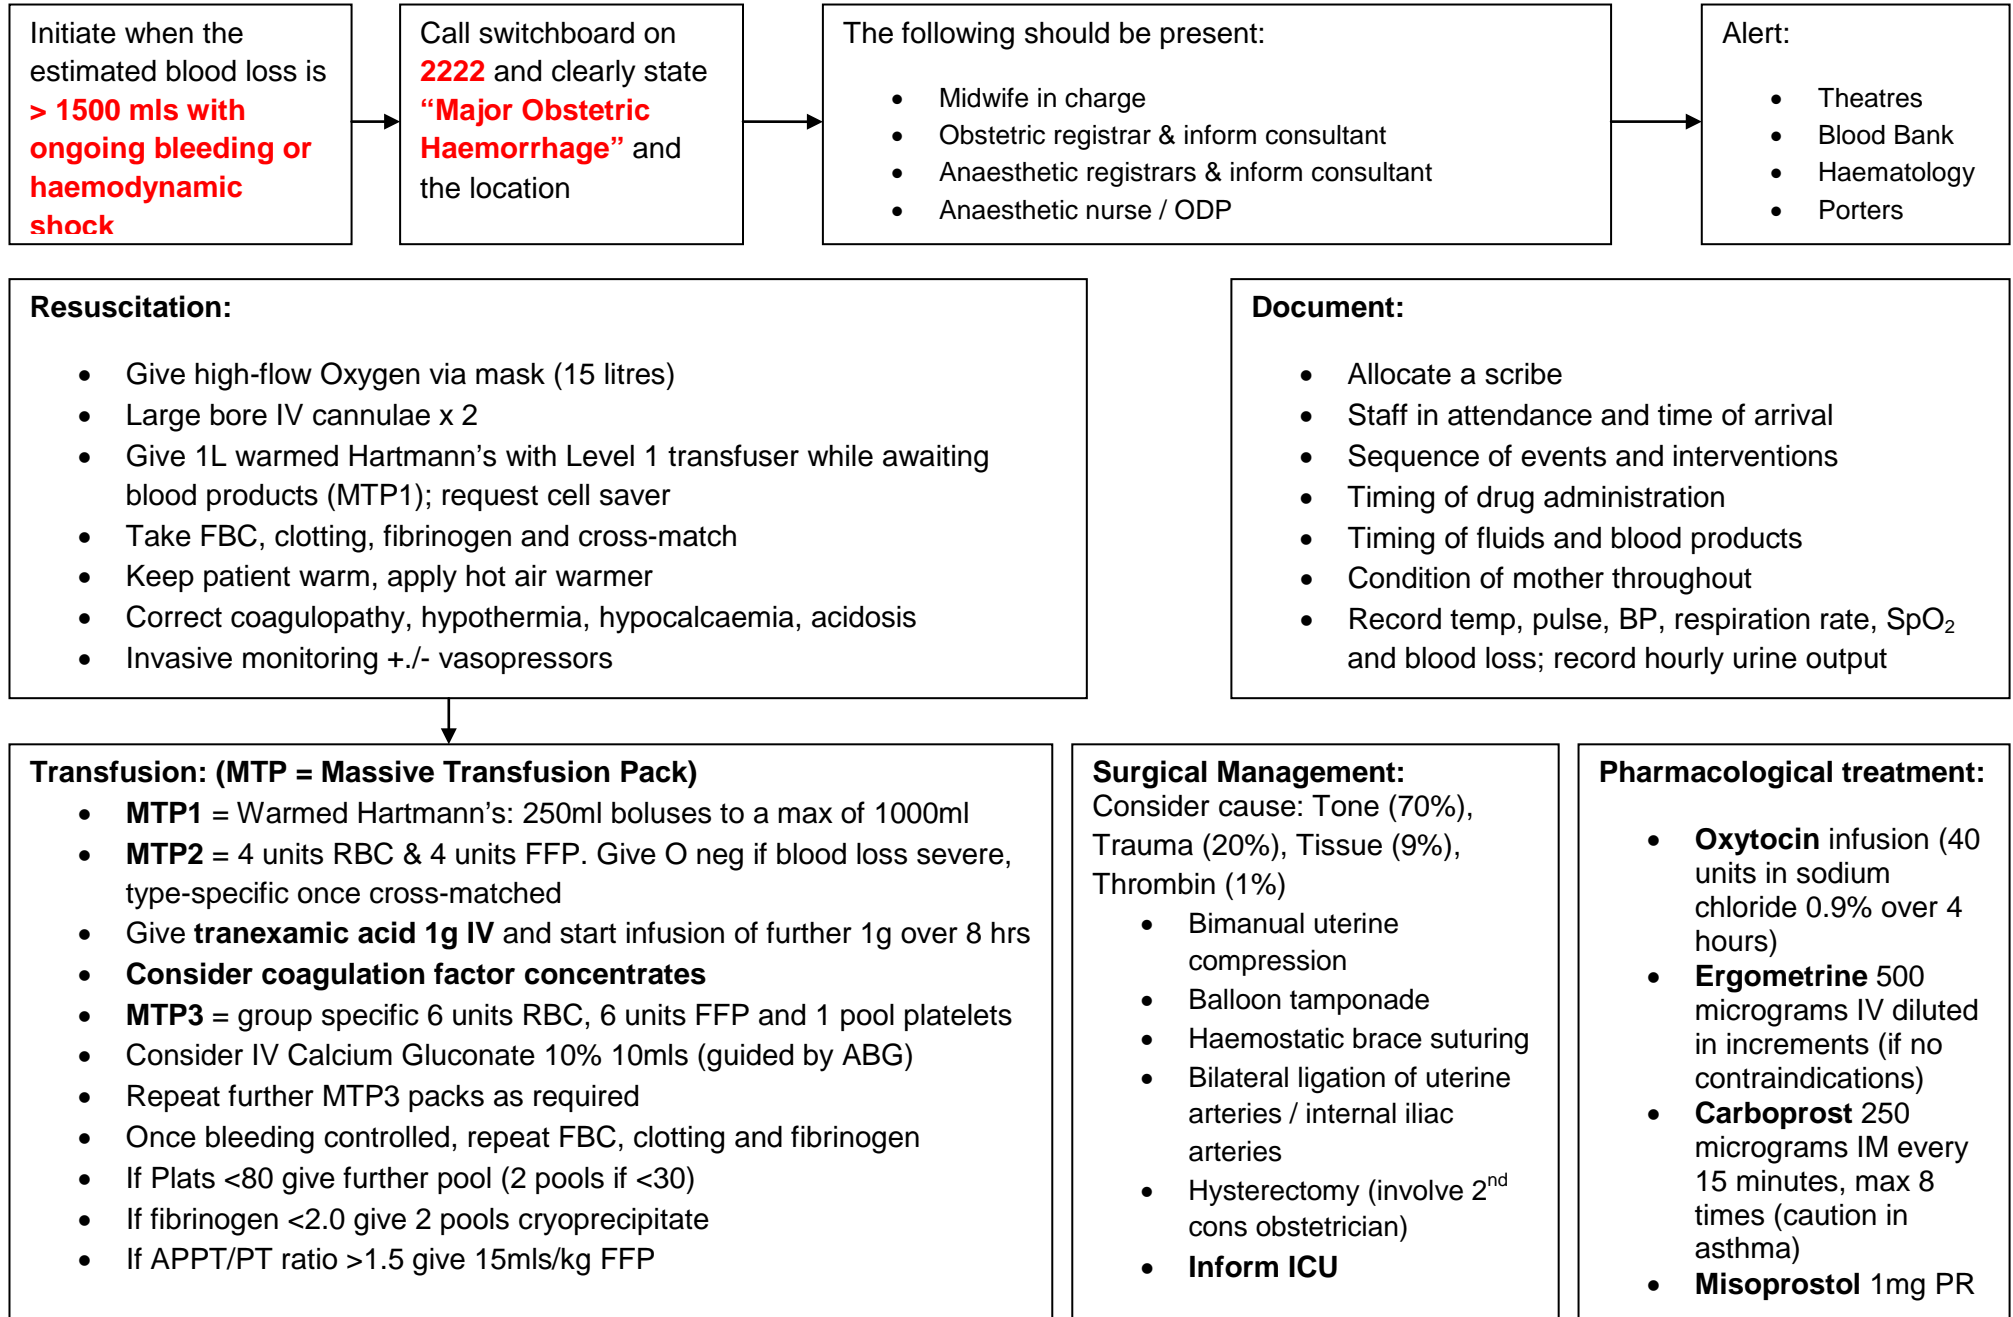 Initiate when the
estimated blood loss is
> 1500 mls with
ongoing bleeding or
haemodynamic
shock
Call switchboard on
2222 and clearly state
“Major Obstetric
Haemorrhage” and
the location
The following should be present:
• Midwife in charge
• Obstetric registrar & inform consultant
• Anaesthetic registrars & inform consultant
• Anaesthetic nurse / ODP
Alert:
• Theatres
• Blood Bank
• Haematology
• Porters
Resuscitation:
• Give high-flow Oxygen via mask (15 litres)
• Large bore IV cannulae x 2
• Give 1L warmed Hartmann’s with Level 1 transfuser while awaiting
blood products (MTP1); request cell saver
• Take FBC, clotting, fibrinogen and cross-match
• Keep patient warm, apply hot air warmer
• Correct coagulopathy, hypothermia, hypocalcaemia, acidosis
• Invasive monitoring +./- vasopressors
Document:
• Allocate a scribe
• Staff in attendance and time of arrival
• Sequence of events and interventions
• Timing of drug administration
• Timing of fluids and blood products
• Condition of mother throughout
• Record temp, pulse, BP, respiration rate, SpO₂
and blood loss; record hourly urine output
Transfusion: (MTP = Massive Transfusion Pack)
• MTP1 = Warmed Hartmann’s: 250ml boluses to a max of 1000ml
• MTP2 = 4 units RBC & 4 units FFP. Give O neg if blood loss severe,
type-specific once cross-matched
• Give tranexamic acid 1g IV and start infusion of further 1g over 8 hrs
• Consider coagulation factor concentrates
• MTP3 = group specific 6 units RBC, 6 units FFP and 1 pool platelets
• Consider IV Calcium Gluconate 10% 10mls (guided by ABG)
• Repeat further MTP3 packs as required
• Once bleeding controlled, repeat FBC, clotting and fibrinogen
• If Plats <80 give further pool (2 pools if <30)
• If fibrinogen <2.0 give 2 pools cryoprecipitate
• If APPT/PT ratio >1.5 give 15mls/kg FFP
Surgical Management:
Consider cause: Tone (70%),
Trauma (20%), Tissue (9%),
Thrombin (1%)
• Bimanual uterine
compression
• Balloon tamponade
• Haemostatic brace suturing
• Bilateral ligation of uterine
arteries / internal iliac
arteries
• Hysterectomy (involve 2nd
cons obstetrician)
• Inform ICU
Pharmacological treatment:
• Oxytocin infusion (40
units in sodium
chloride 0.9% over 4
hours)
• Ergometrine 500
micrograms IV diluted
in increments (if no
contraindications)
• Carboprost 250
micrograms IM every
15 minutes, max 8
times (caution in
asthma)
• Misoprostol 1mg PR